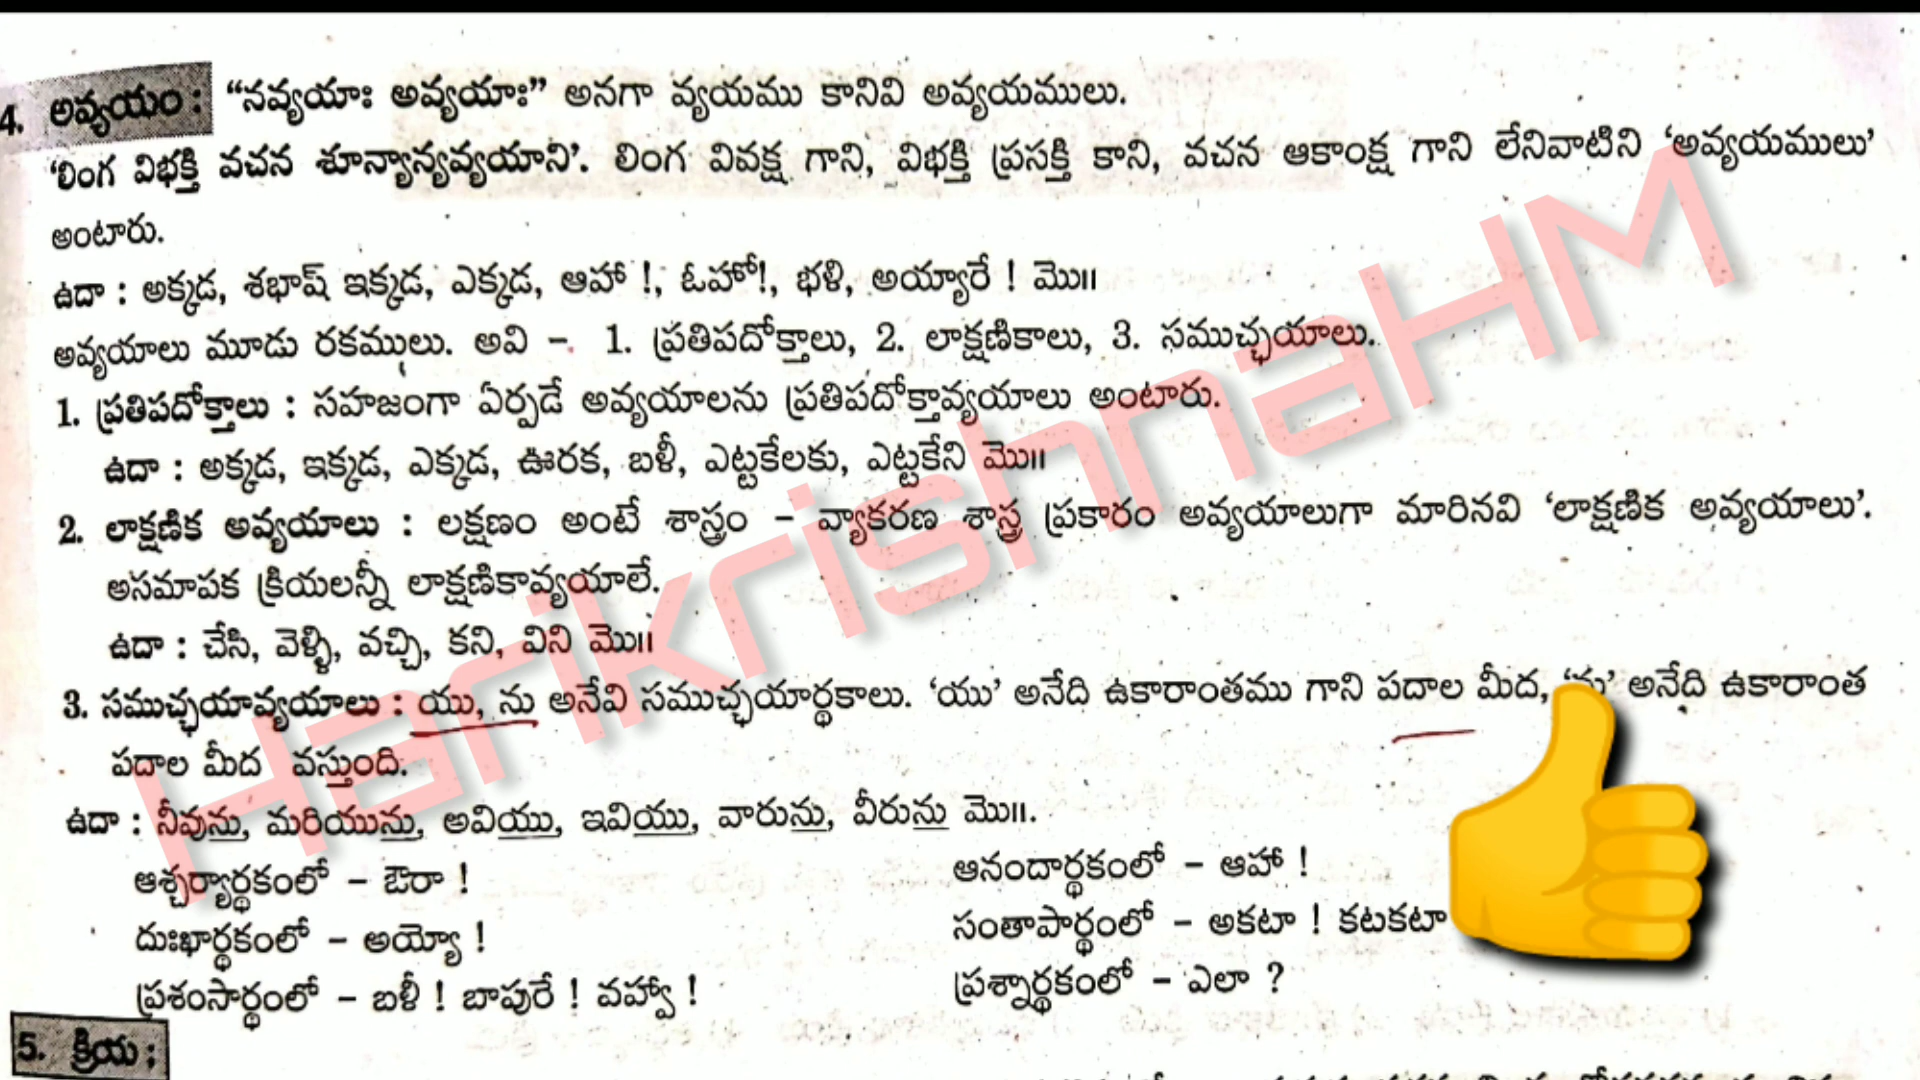 4. అవ్యయం : “నవ్యయాః అవ్యయాః” అనగా వ్యయము కానివి అవ్యయములు.
‘లింగ విభక్తి వచన శూన్యాన్యవ్యయాని’. లింగ వివక్ష గాని, విభక్తి ప్రసక్తి కాని, వచన ఆకాంక్ష గాని లేనివాటిని ‘అవ్యయములు’
అంటారు.
ఉదా : అక్కడ, శభాష్ ఇక్కడ, ఎక్కడ, ఆహా !, ఓహో!, భళి, అయ్యారే ! మొ॥
అవ్యయాలు మూడు రకములు. అవి – 1. ప్రతిపదోక్తాలు, 2. లాక్షణికాలు, 3. సముచ్ఛయాలు.
1. ప్రతిపదోక్తాలు : సహజంగా ఏర్పడే అవ్యయాలను ప్రతిపదోక్తావ్యయాలు అంటారు.
ఉదా : అక్కడ, ఇక్కడ, ఎక్కడ, ఊరక, బళీ, ఎట్టకేలకు, ఎట్టకేని మొ॥
2. లాక్షణిక అవ్యయాలు : లక్షణం అంటే శాస్త్రం – వ్యాకరణ శాస్త్ర ప్రకారం అవ్యయాలుగా మారినవి ‘లాక్షణిక అవ్యయాలు’.
అసమాపక క్రియలన్నీ లాక్షణికావ్యయాలే.
ఉదా : చేసి, వెళ్ళి, వచ్చి, కని, విని మొ॥
3. సముచ్ఛయావ్యయాలు : యు, ను అనేవి సముచ్ఛయార్థకాలు. ‘యు’ అనేది ఉకారాంతము గాని పదాల మీద, ‘ను’ అనేది ఉకారాంత
పదాల మీద వస్తుంది.
ఉదా : నీవును, మరియును, అవియు, ఇవియు, వారును, వీరును మొ॥.
ఆశ్చర్యార్థకంలో – ఔరా ! ఆనందార్థకంలో – ఆహా !
దుఃఖార్థకంలో – అయ్యో ! సంతాపార్థంలో – అకటా ! కటకటా
ప్రశంసార్థంలో – బళీ ! బాపురే ! వహ్వా ! ప్రశ్నార్థకంలో – ఎలా ?
5. క్రియ :
HarikrishnaHM